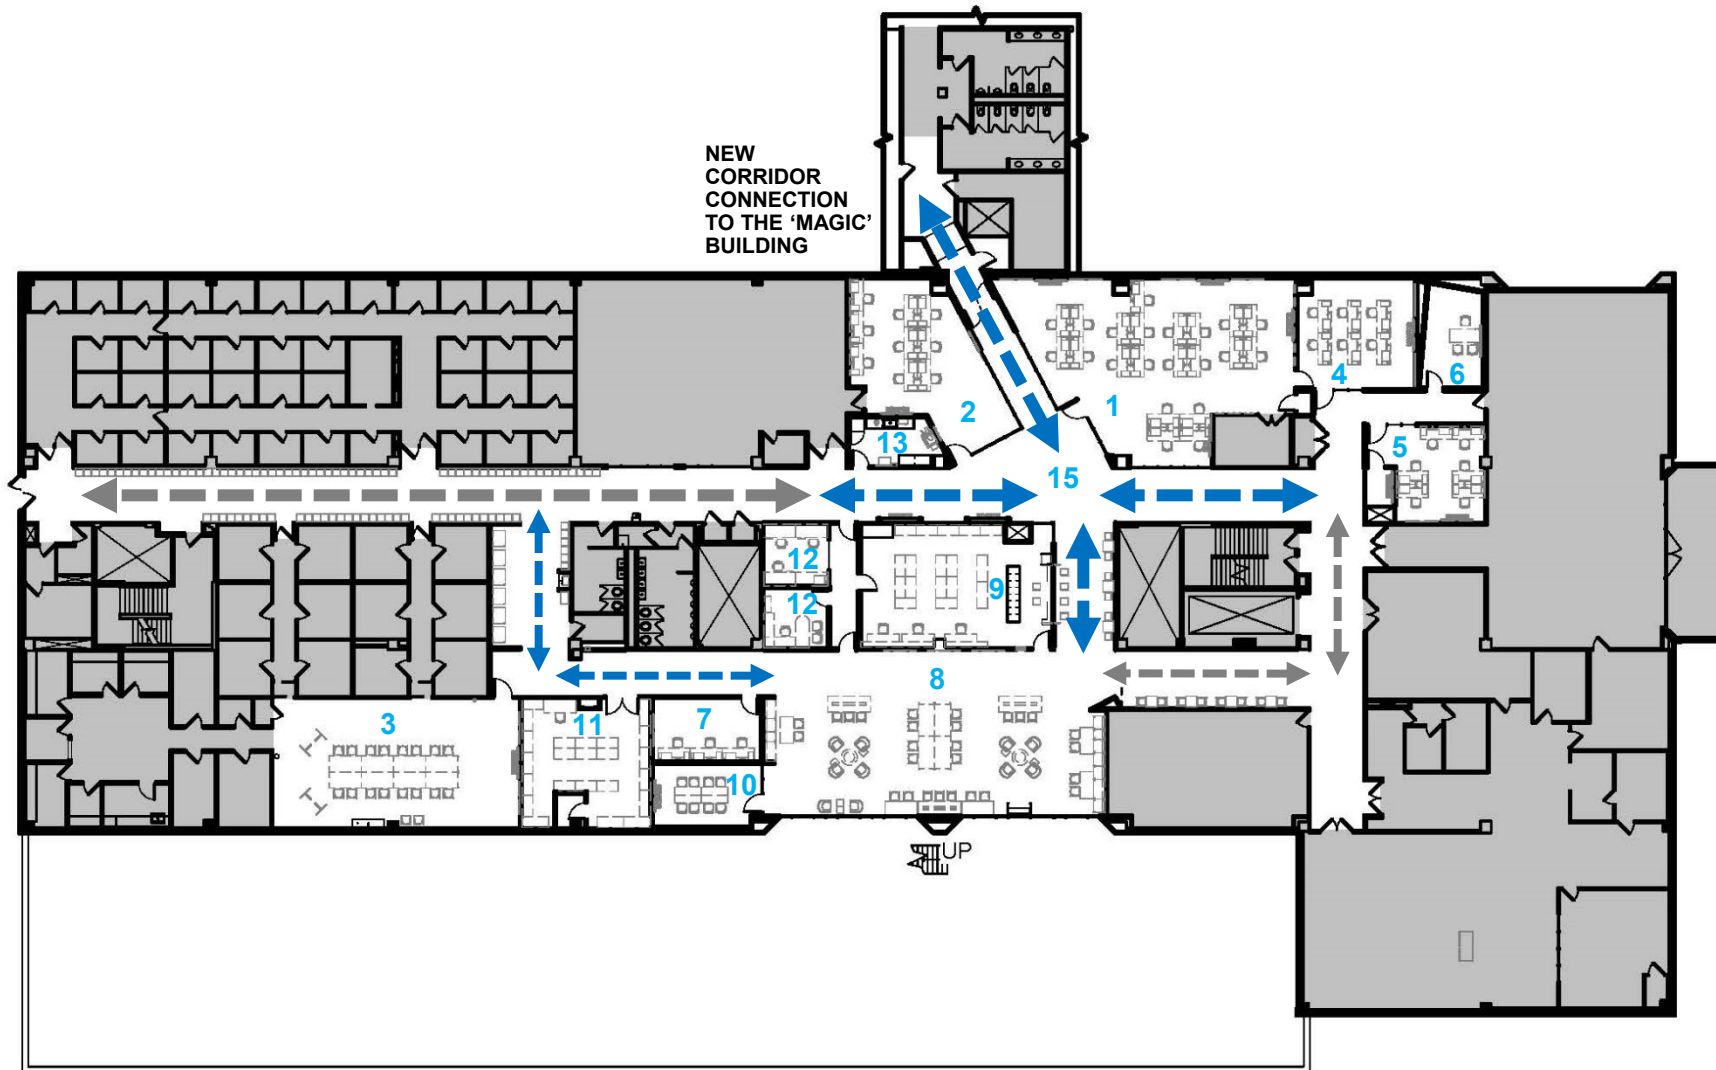 NEW
CORRIDOR
CONNECTION
TO THE ‘MAGIC’
BUILDING
4
6
1
2
13
5
15
12
9
12
8
3
11
7
10
UP